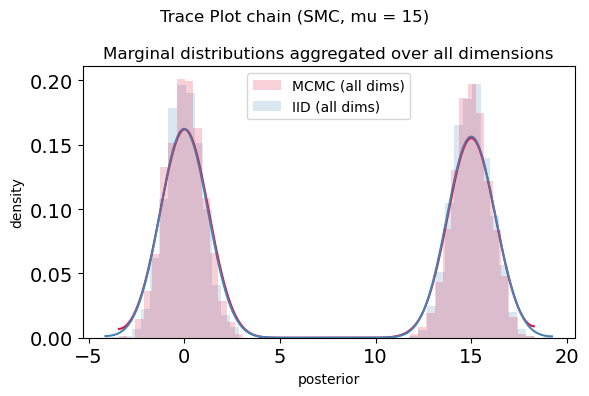 Trace Plot chain (SMC, mu = 15)
Marginal distributions aggregated over all dimensions
MCMC (all dims)
IID (all dims)
density
0.20
0.15
0.10
0.05
0.00
−5
0
5
10
15
20
posterior